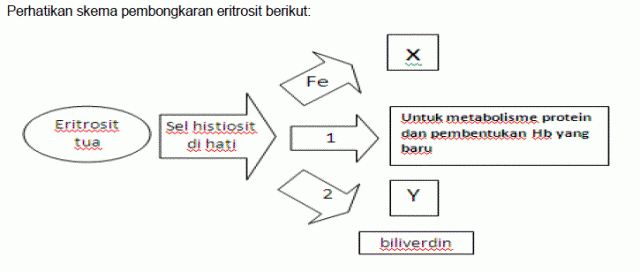 Perhatikan skema pembongkaran eritrosit berikut:
X
Fe
Eritrosit
tua
Sel histiosit
di hati
1
Untuk metabolisme protein
dan pembentukan Hb yang
baru
2
Y
biliverdin